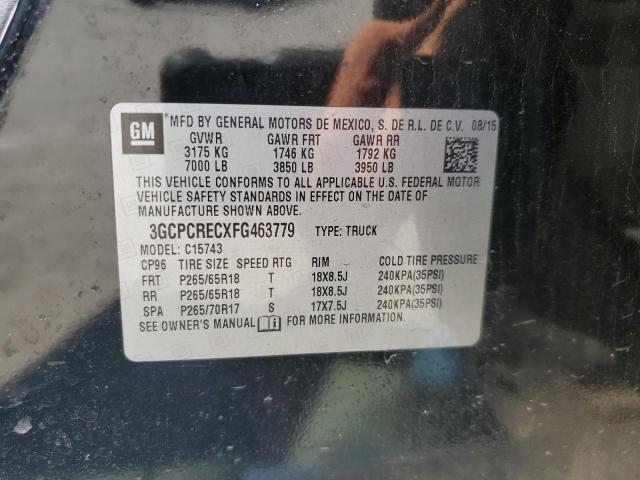 GM
MFD BY GENERAL MOTORS DE MEXICO, S. DE R.L. DE C.V. 08/15
GVWR GAWR FRT GAWR RR
3175 KG 1746 KG 1792 KG
7000 LB 3850 LB 3950 LB
THIS VEHICLE CONFORMS TO ALL APPLICABLE U.S. FEDERAL MOTOR
VEHICLE SAFETY STANDARDS IN EFFECT ON THE DATE OF
MANUFACTURE SHOWN ABOVE.
3GCPCRECXFG463779 TYPE: TRUCK
MODEL: C15743
CP96 TIRE SIZE SPEED RTG RIM COLD TIRE PRESSURE
FRT P265/65R18 T 18X8.5J 240KPA(35PSI)
RR P265/65R18 T 18X8.5J 240KPA(35PSI)
SPA P265/70R17 S 17X7.5J 240KPA(35PSI)
SEE OWNER'S MANUAL FOR MORE INFORMATION.